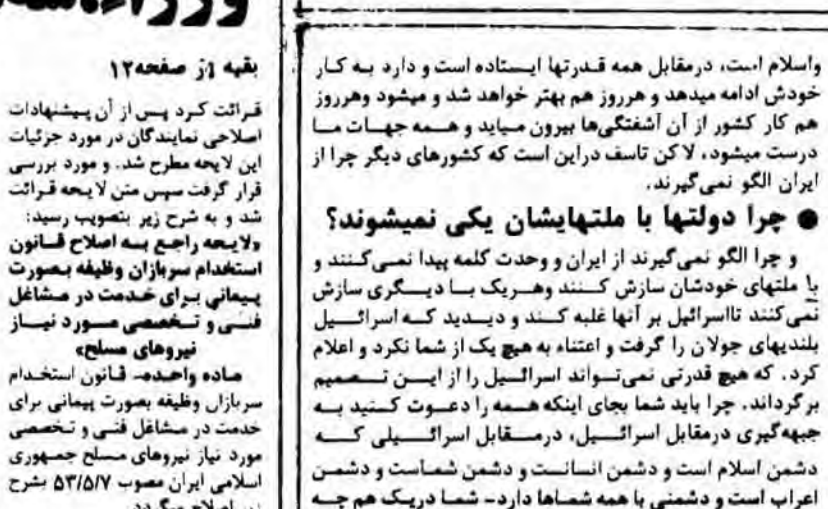 واسلام است، درمقابل همه قدرتها ایستاده است و دارد به کار
خودش ادامه میدهد و هرروز هم بهتر خواهد شد و میشود وهرروز
هم کار کشور از آن آشفتگی‌ها بیرون میاید و همه جهات ما
درست میشود، لاکن تاسف دراین است که کشورهای دیگر چرا از
ایران الگو نمی‌گیرند.
● چرا دولتها با ملتهایشان یکی نمیشوند؟
و چرا الگو نمی‌گیرند از ایران و وحدت کلمه پیدا نمی‌کنند و
با ملتهای خودشان سازش کنند وهریک با دیگری سازش
نمی‌کنند تااسرائیل بر آنها غلبه کند و دیدید که اسرائیل
بلندیهای جولان را گرفت و اعتناء به هیچ یک از شما نکرد و اعلام
کرد. که هیچ قدرتی نمی‌تواند اسرائیل را از این تصمیم
برگرداند. چرا باید شما بجای اینکه همه را دعوت کنید به
جبهه‌گیری درمقابل اسرائیل، درمقابل اسرائیلی که
دشمن اسلام است و دشمن انسانست و دشمن شماست و دشمن
اعراب است و دشمنی با همه شماها دارد- شما دریک هم چه
بقیه از صفحه۱۲
قرائت کرد پس از آن پیشنهادات
اصلاحی نمایندگان در مورد جزئیات
این لایحه مطرح شد. و مورد بررسی
قرار گرفت سپس متن لایحه قرائت
شد و به شرح زیر بتصویب رسید:
«لایحه راجع به اصلاح قانون
استخدام سربازان وظیفه بصورت
پیمانی برای خدمت در مشاغل
فنی و تخصصی مورد نیاز
نیروهای مسلح»
ماده واحده- قانون استخدام
سربازان وظیفه بصورت پیمانی برای
خدمت در مشاغل فنی و تخصصی
مورد نیاز نیروهای مسلح جمهوری
اسلامی ایران مصوب ۵۳/۵/۷ بشرح
زیر اصلاح میگردد.